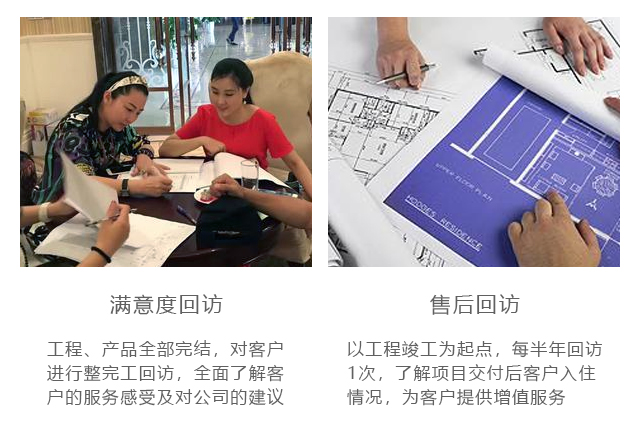 UPPER FLOOR PLAN
HODGES RESIDENCE
满意度回访
售后回访
工程、产品全部完结，对客户
进行整完工回访，全面了解客
户的服务感受及对公司的建议
以工程竣工为起点，每半年回访
1次，了解项目交付后客户入住
情况，为客户提供增值服务